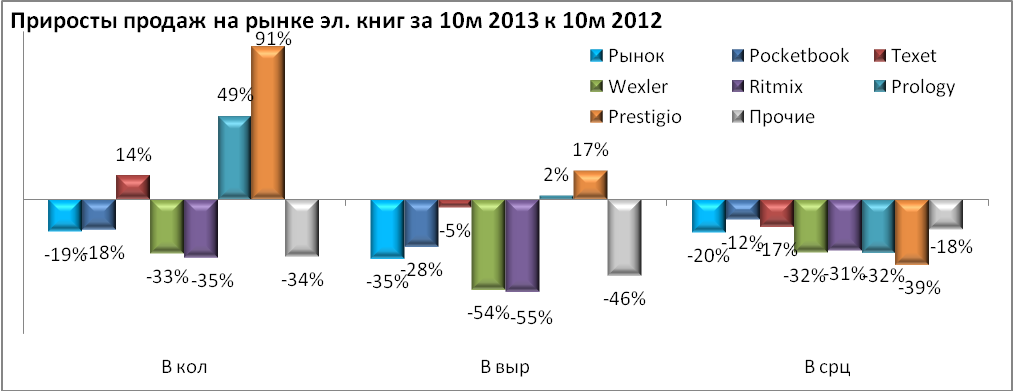 Приросты продаж на рынке эл. книг за 10м 2013 к 10м 2012
Рынок Pocketbook Texet
Wexler Ritmix Prology
Prestigio Прочие
-19% -18% 14% -33% -35% 49% 91% -34%
-35% -28% -5% -54% -55% 2% 17% -46%
-20% -12% -17% -32% -31% -32% -39% -18%
В кол В выр В срц